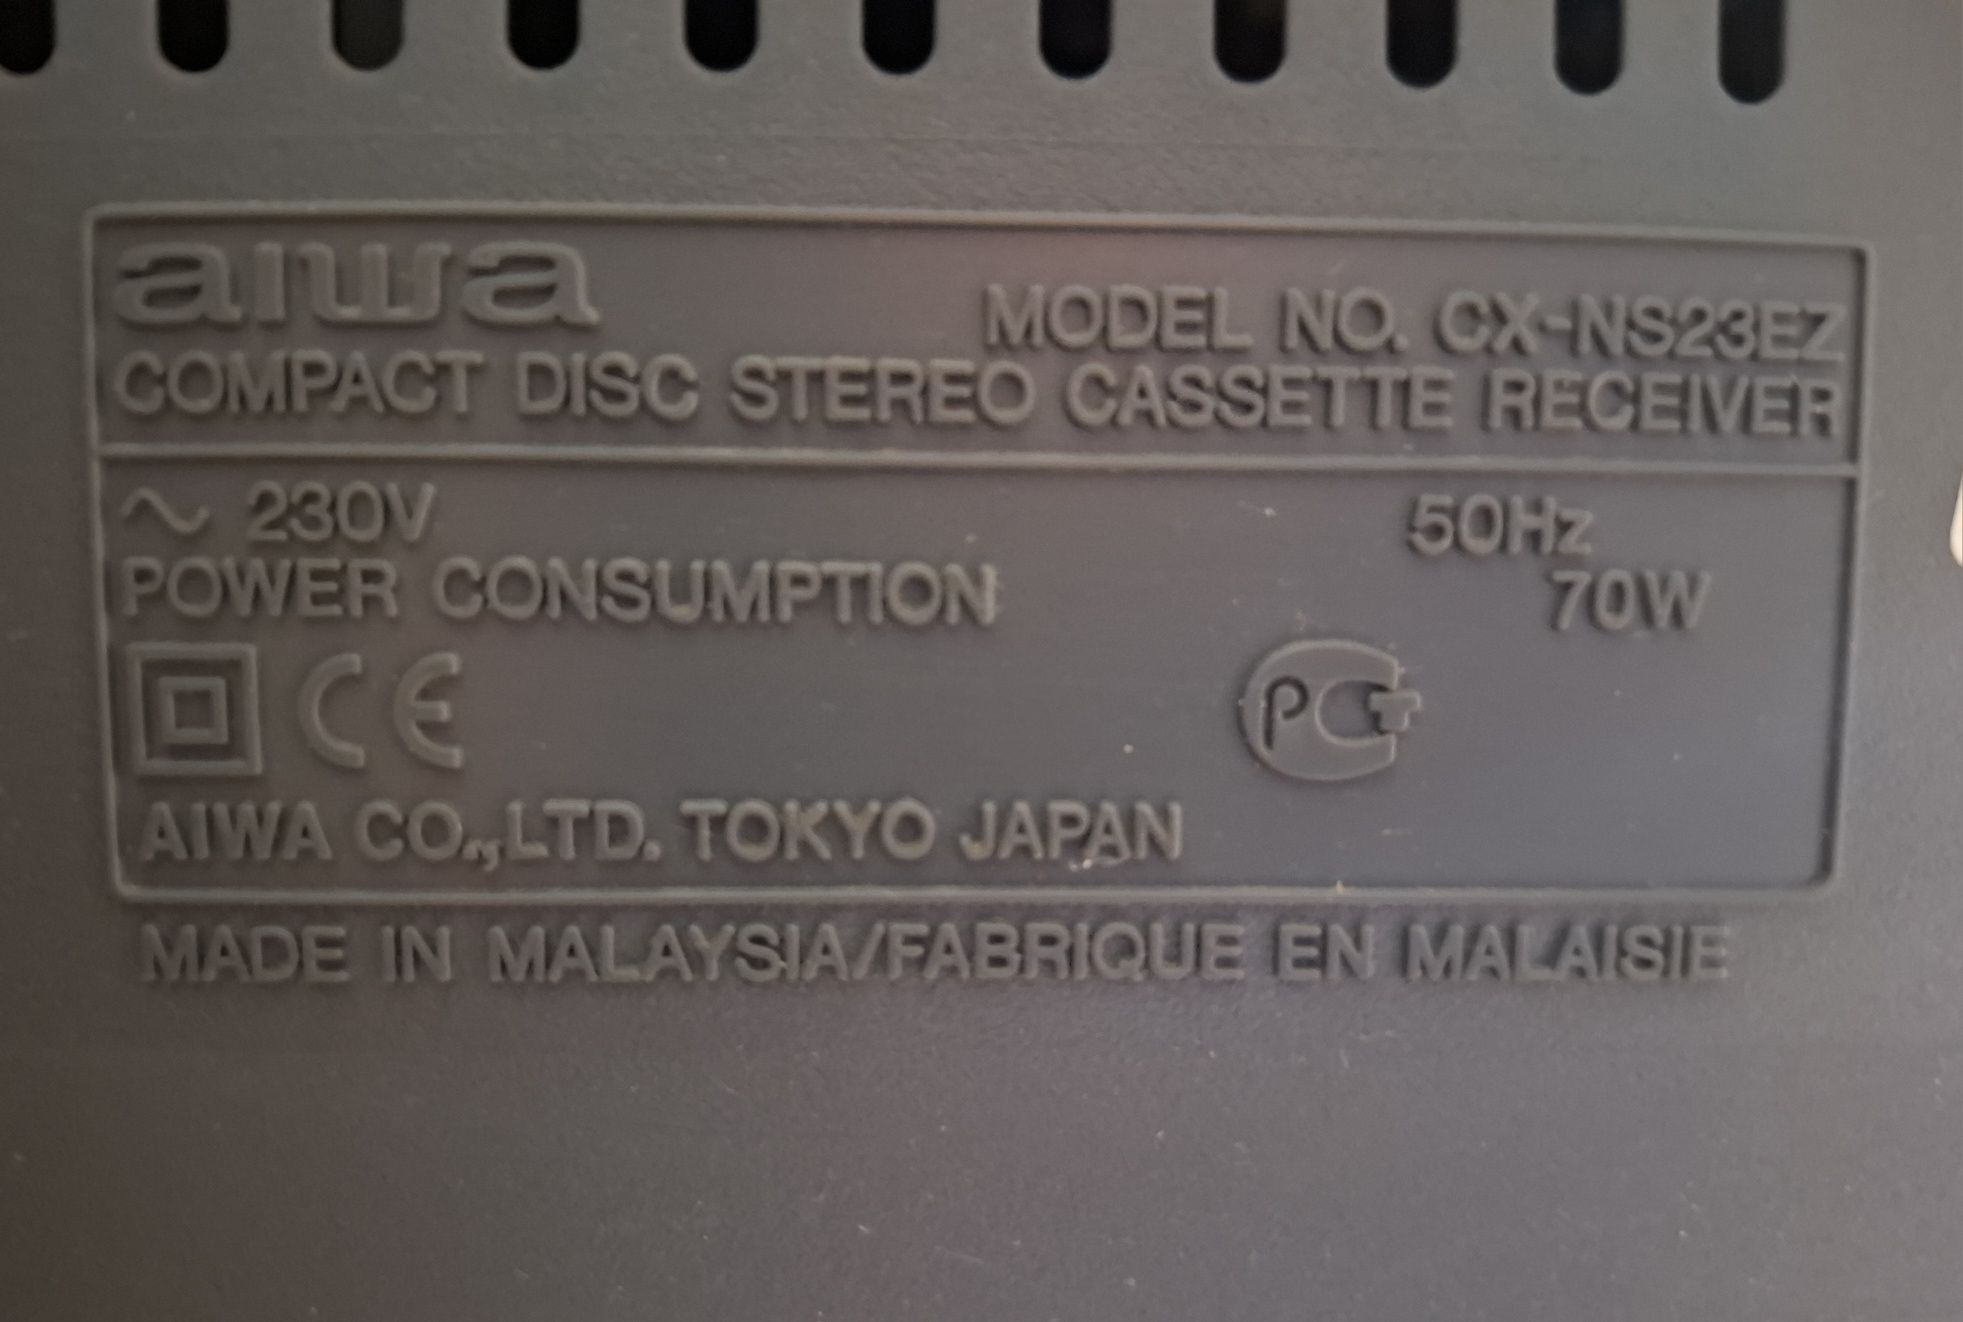 aiwa
MODEL NO. CX-NS23EZ
COMPACT DISC STEREO CASSETTE RECEIVER
~ 230V 50Hz
POWER CONSUMPTION 70W
CE PCT
AIWA CO.,LTD. TOKYO JAPAN
MADE IN MALAYSIA/FABRIQUE EN MALAISIE